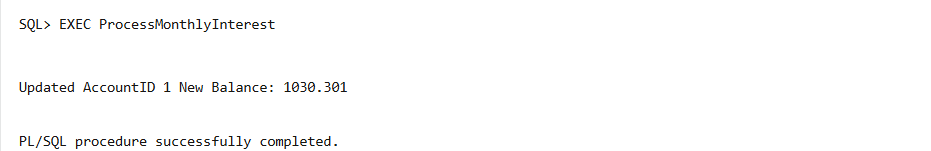 SQL> EXEC ProcessMonthlyInterest
Updated AccountID 1 New Balance: 1030.301
PL/SQL procedure successfully completed.